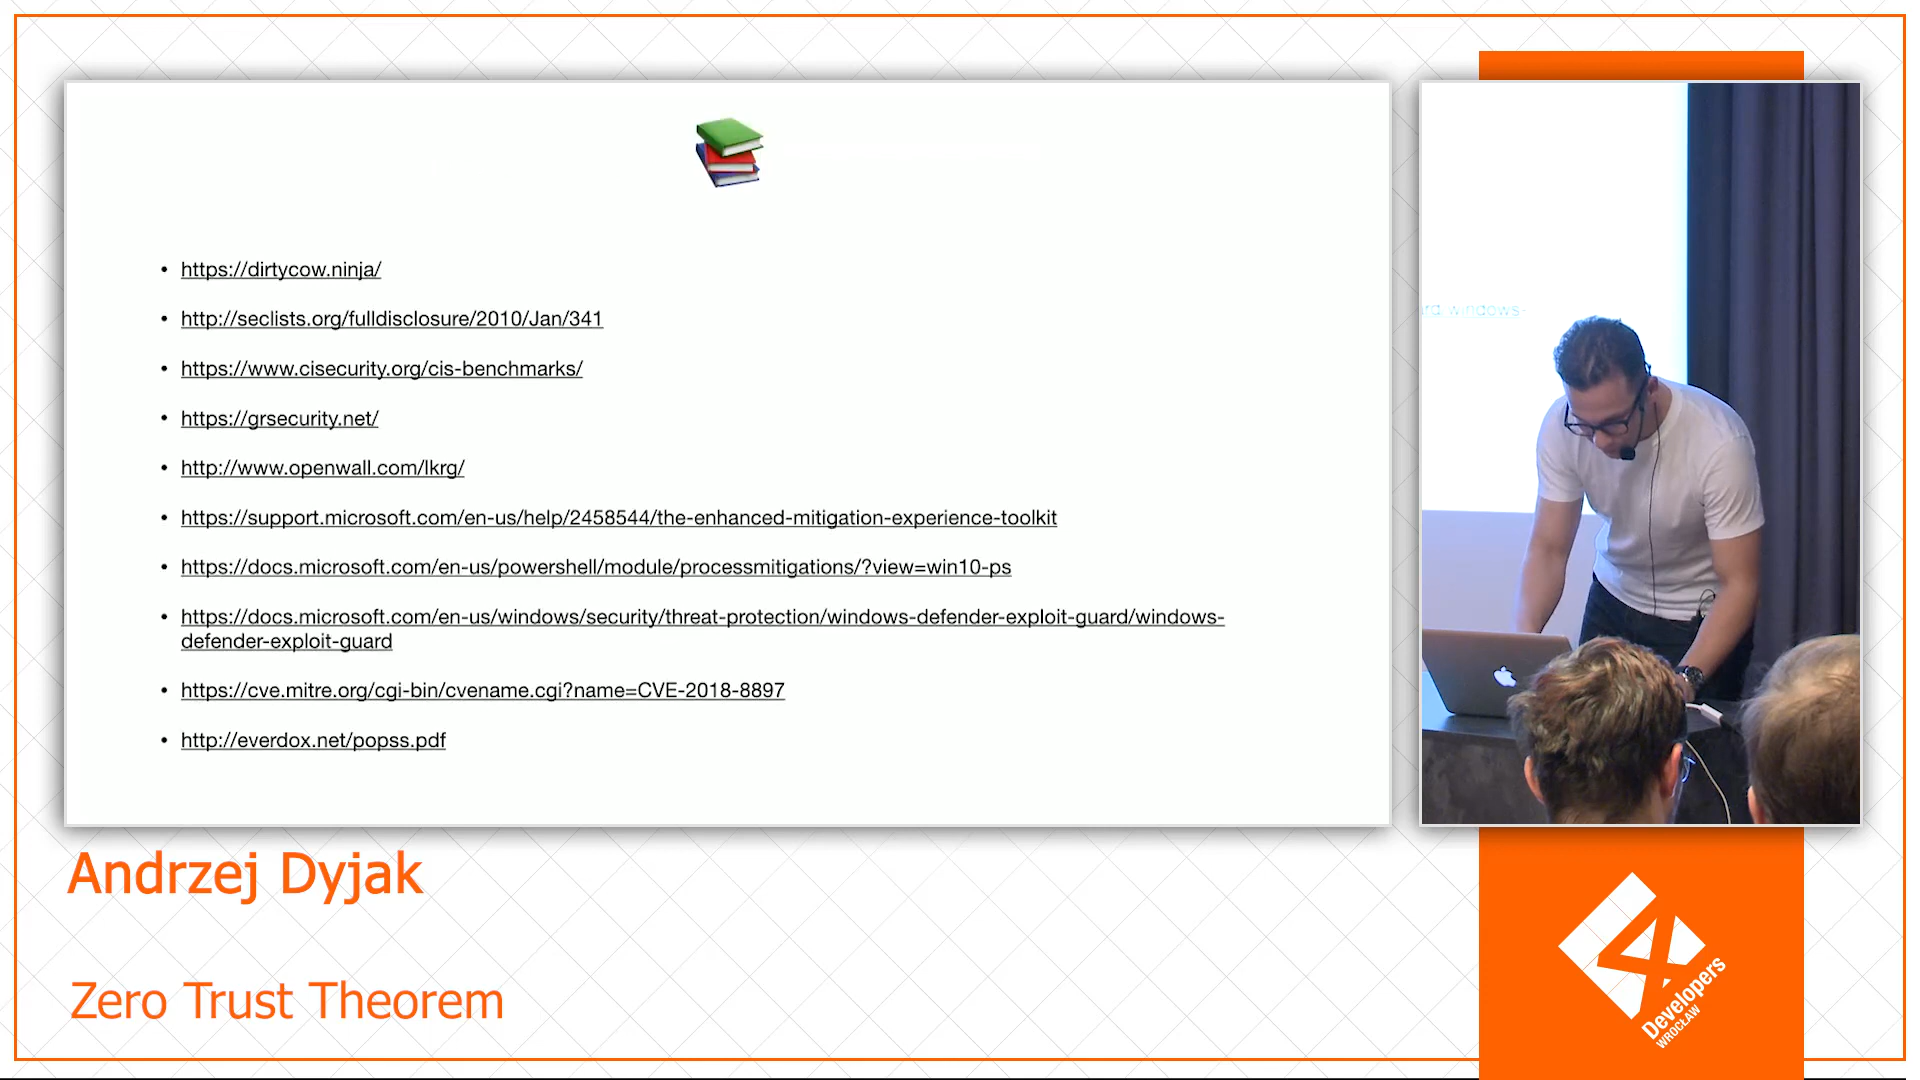 • https://dirtycow.ninja/
• http://seclists.org/fulldisclosure/2010/Jan/341
• https://www.cisecurity.org/cis-benchmarks/
• https://grsecurity.net/
• http://www.openwall.com/lkrg/
• https://support.microsoft.com/en-us/help/2458544/the-enhanced-mitigation-experience-toolkit
• https://docs.microsoft.com/en-us/powershell/module/processmitigations/?view=win10-ps
• https://docs.microsoft.com/en-us/windows/security/threat-protection/windows-defender-exploit-guard/windows-
defender-exploit-guard
• https://cve.mitre.org/cgi-bin/cvename.cgi?name=CVE-2018-8897
• http://everdox.net/popss.pdf
windows-
Andrzej Dyjak
Zero Trust Theorem
4
Developers
WROCŁAW